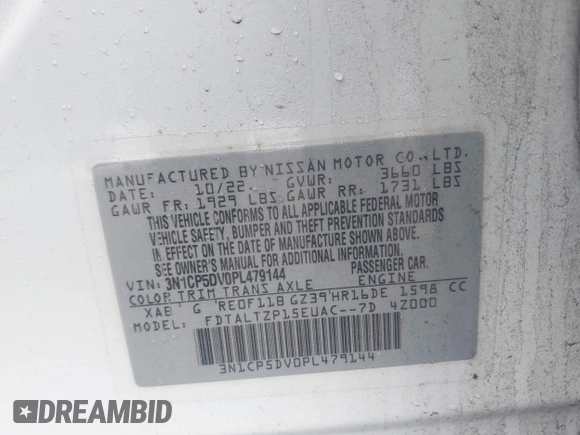 MANUFACTURED BY NISSAN MOTOR CO.,LTD.
DATE: 10/22 GVWR: 3660 LBS
GAWR FR: 1929 LBS GAWR RR: 1731 LBS
THIS VEHICLE CONFORMS TO ALL APPLICABLE FEDERAL MOTOR
VEHICLE SAFETY, BUMPER AND THEFT PREVENTION STANDARDS
IN EFFECT ON THE DATE OF MANUFACTURE SHOWN ABOVE.
SEE OWNER'S MANUAL FOR ADDITIONAL INFORMATION.
VIN: 3N1CP5DV0PL479144 PASSENGER CAR.
COLOR TRIM TRANS AXLE ENGINE
XAB G RE0F11B GZ39 HR16DE 1598 CC
FDTALTZP15EUAC--7D 4Z000
3N1CP5DV0PL479144
DREAMBID
dreambid.com